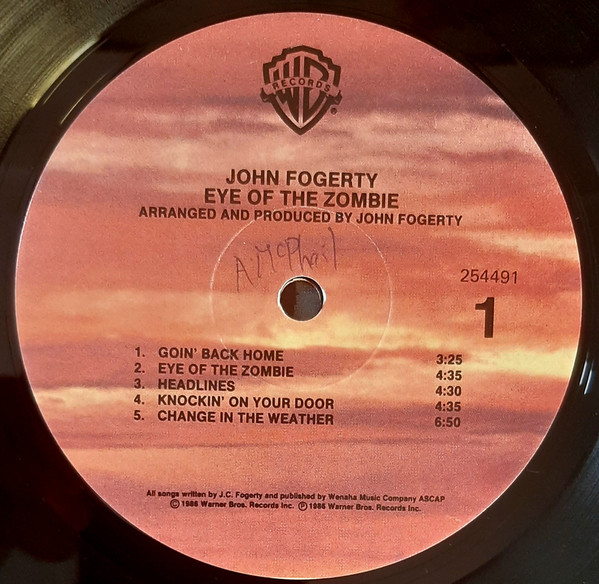 WB
RECORDS
®
JOHN FOGERTY
EYE OF THE ZOMBIE
ARRANGED AND PRODUCED BY JOHN FOGERTY
A McPhail
254491
1
1. GOIN' BACK HOME 3:25
2. EYE OF THE ZOMBIE 4:35
3. HEADLINES 4:30
4. KNOCKIN' ON YOUR DOOR 4:35
5. CHANGE IN THE WEATHER 6:50
All songs written by J.C. Fogerty and published by Wenaha Music Company ASCAP
©1986 Warner Bros. Records Inc. ℗1986 Warner Bros. Records Inc.